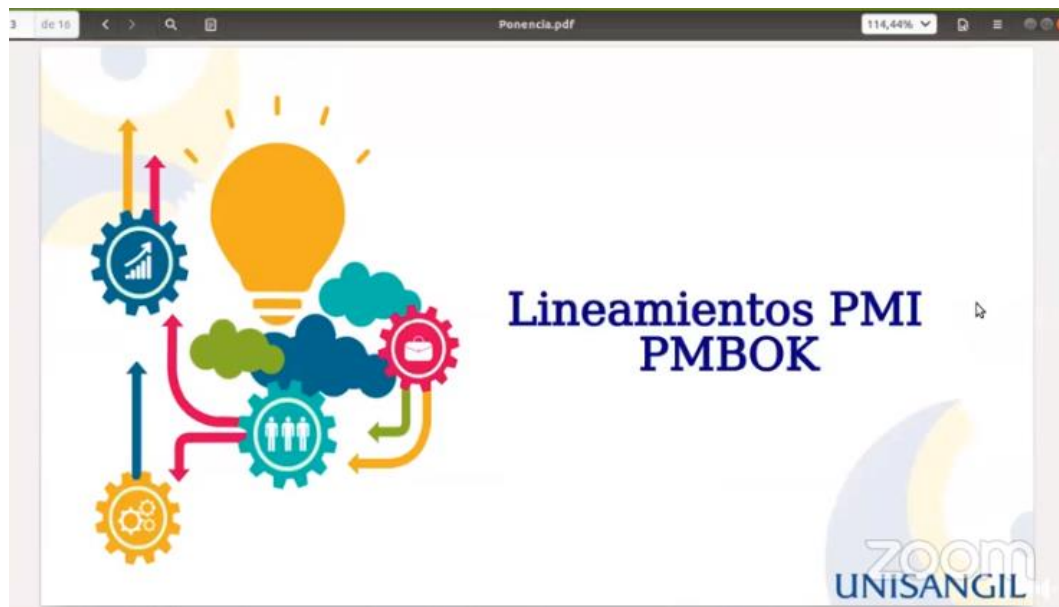 3 de 16
Ponencia.pdf
114,44%
Lineamientos PMI
PMBOK
zoom
UNISANGIL